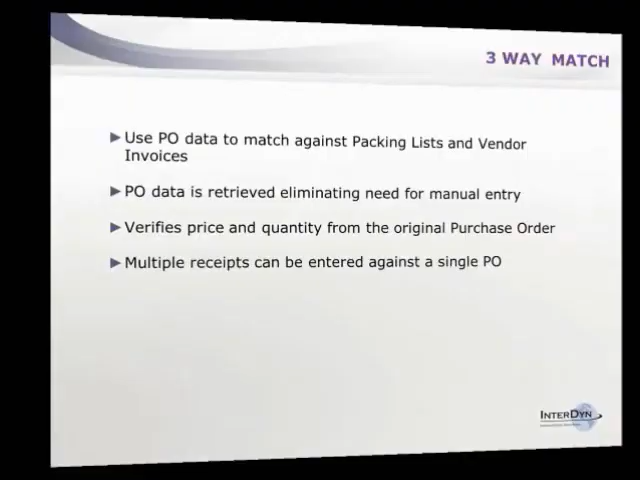 3 WAY MATCH
▶Use PO data to match against Packing Lists and Vendor
Invoices
▶PO data is retrieved eliminating need for manual entry
▶Verifies price and quantity from the original Purchase Order
▶Multiple receipts can be entered against a single PO
INTERDYN